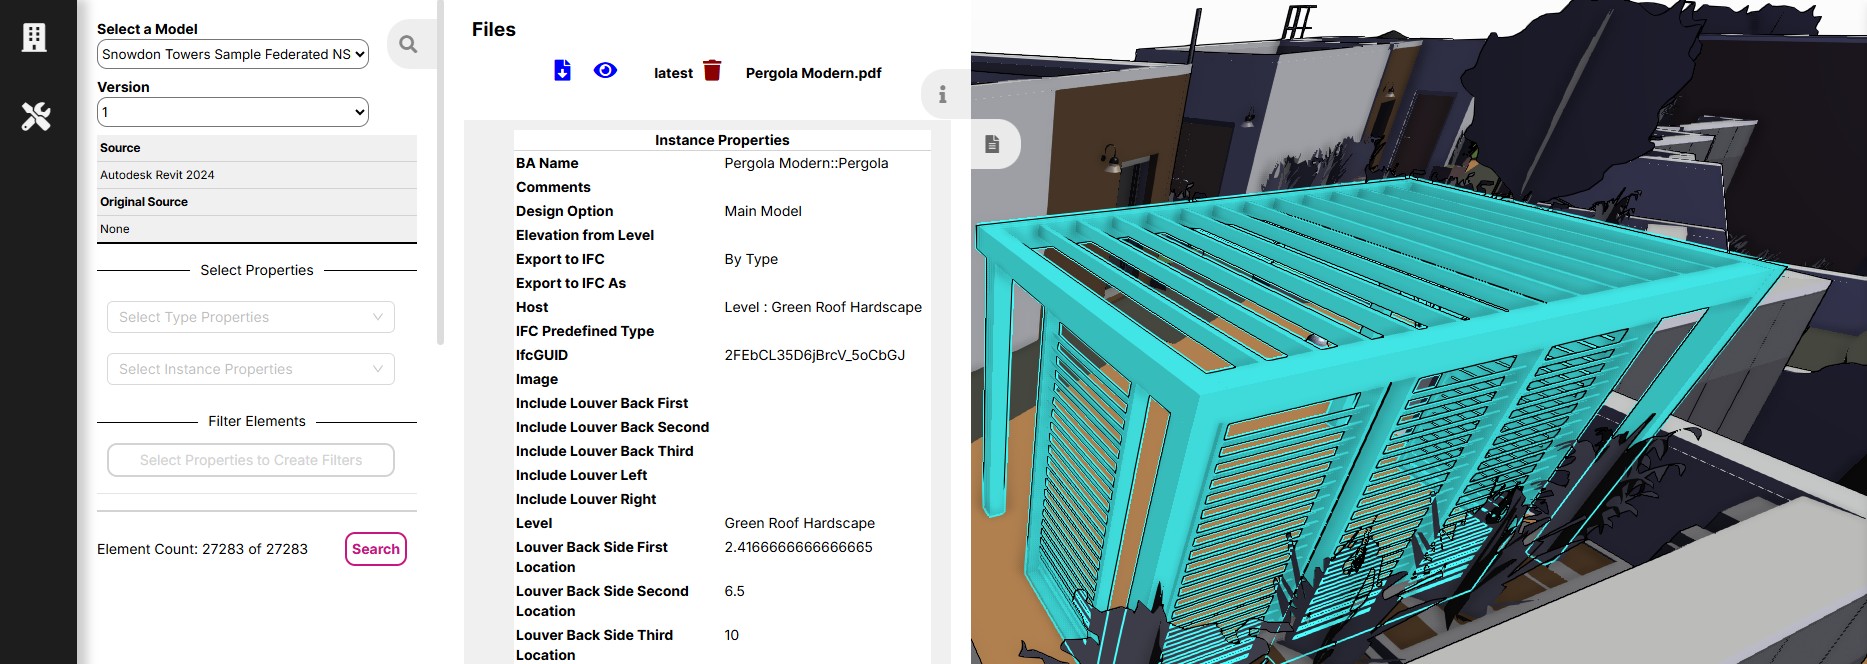 Select a Model
Snowdon Towers Sample Federated NS
Version
1
Source
Autodesk Revit 2024
Original Source
None
Select Properties
Select Type Properties
Select Instance Properties
Filter Elements
Select Properties to Create Filters
Element Count: 27283 of 27283
Search
Files
latest
Pergola Modern.pdf
Instance Properties
BA Name Pergola Modern::Pergola
Comments
Design Option Main Model
Elevation from Level
Export to IFC By Type
Export to IFC As
Host Level : Green Roof Hardscape
IFC Predefined Type
IfcGUID 2FEbCL35D6jBrcV_5oCbGJ
Image
Include Louver Back First
Include Louver Back Second
Include Louver Back Third
Include Louver Left
Include Louver Right
Level Green Roof Hardscape
Louver Back Side First 2.4166666666666665
Location
Louver Back Side Second 6.5
Location
Louver Back Side Third 10
Location